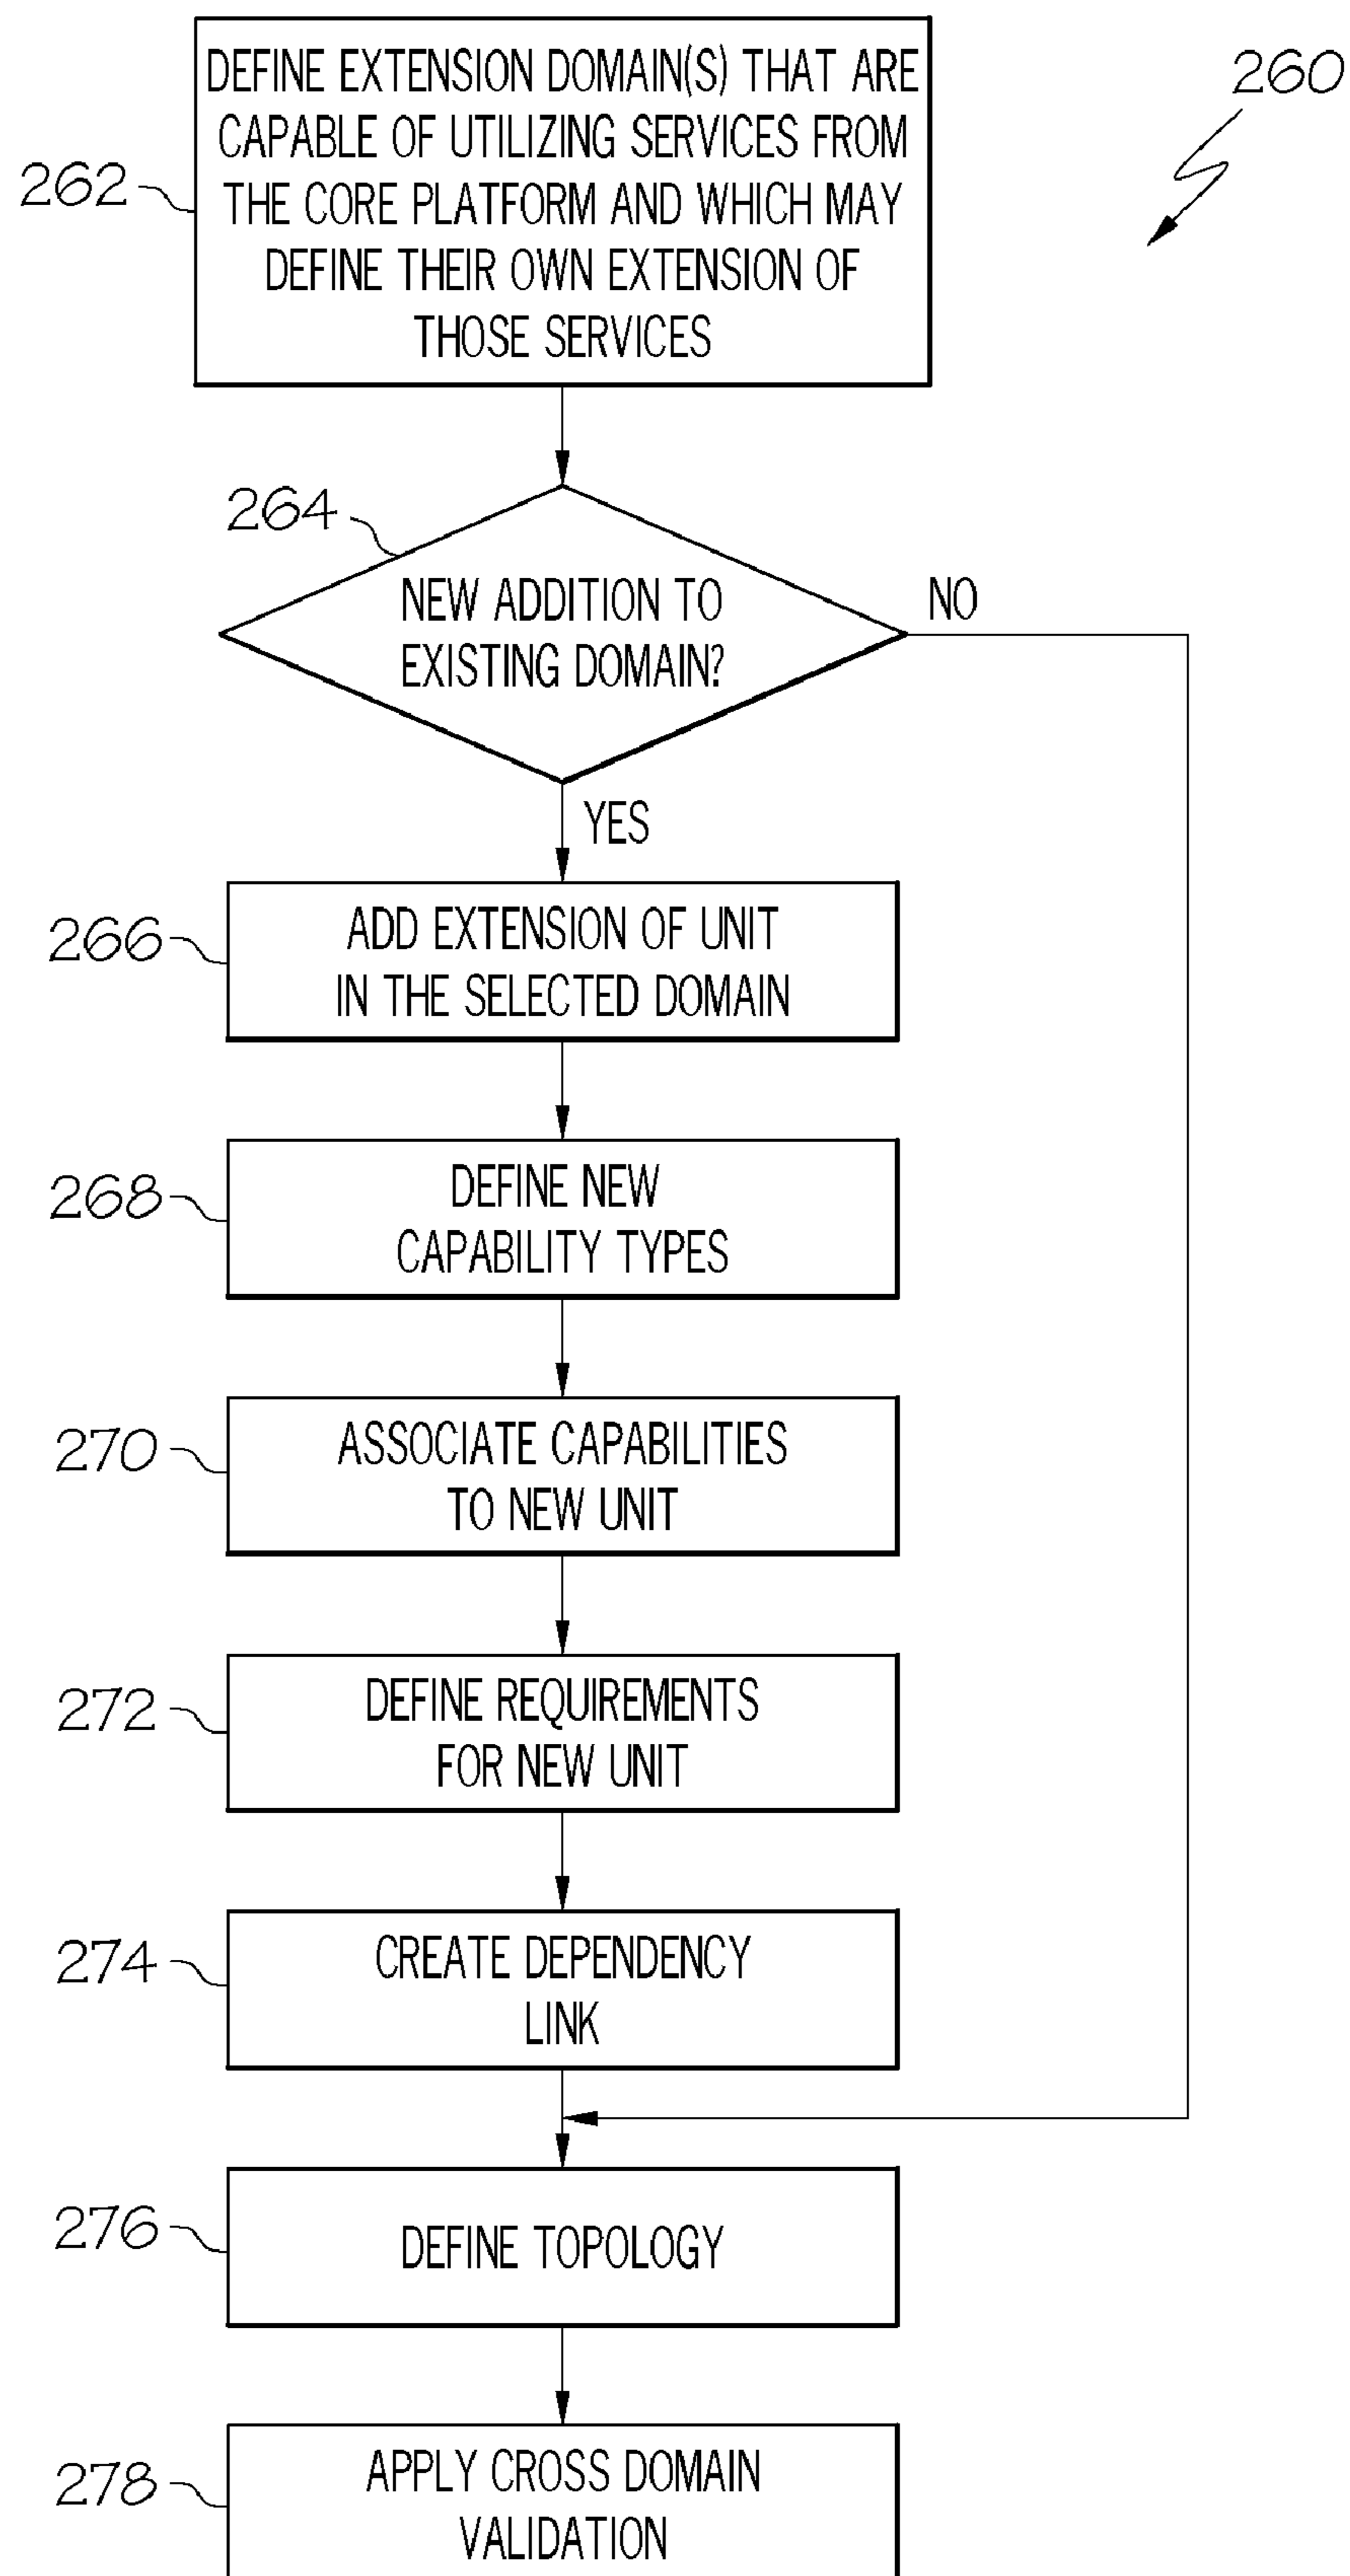 260
262
DEFINE EXTENSION DOMAIN(S) THAT ARE
CAPABLE OF UTILIZING SERVICES FROM
THE CORE PLATFORM AND WHICH MAY
DEFINE THEIR OWN EXTENSION OF
THOSE SERVICES
264
NEW ADDITION TO
EXISTING DOMAIN?
NO
YES
266
ADD EXTENSION OF UNIT
IN THE SELECTED DOMAIN
268
DEFINE NEW
CAPABILITY TYPES
270
ASSOCIATE CAPABILITIES
TO NEW UNIT
272
DEFINE REQUIREMENTS
FOR NEW UNIT
274
CREATE DEPENDENCY
LINK
276
DEFINE TOPOLOGY
278
APPLY CROSS DOMAIN
VALIDATION